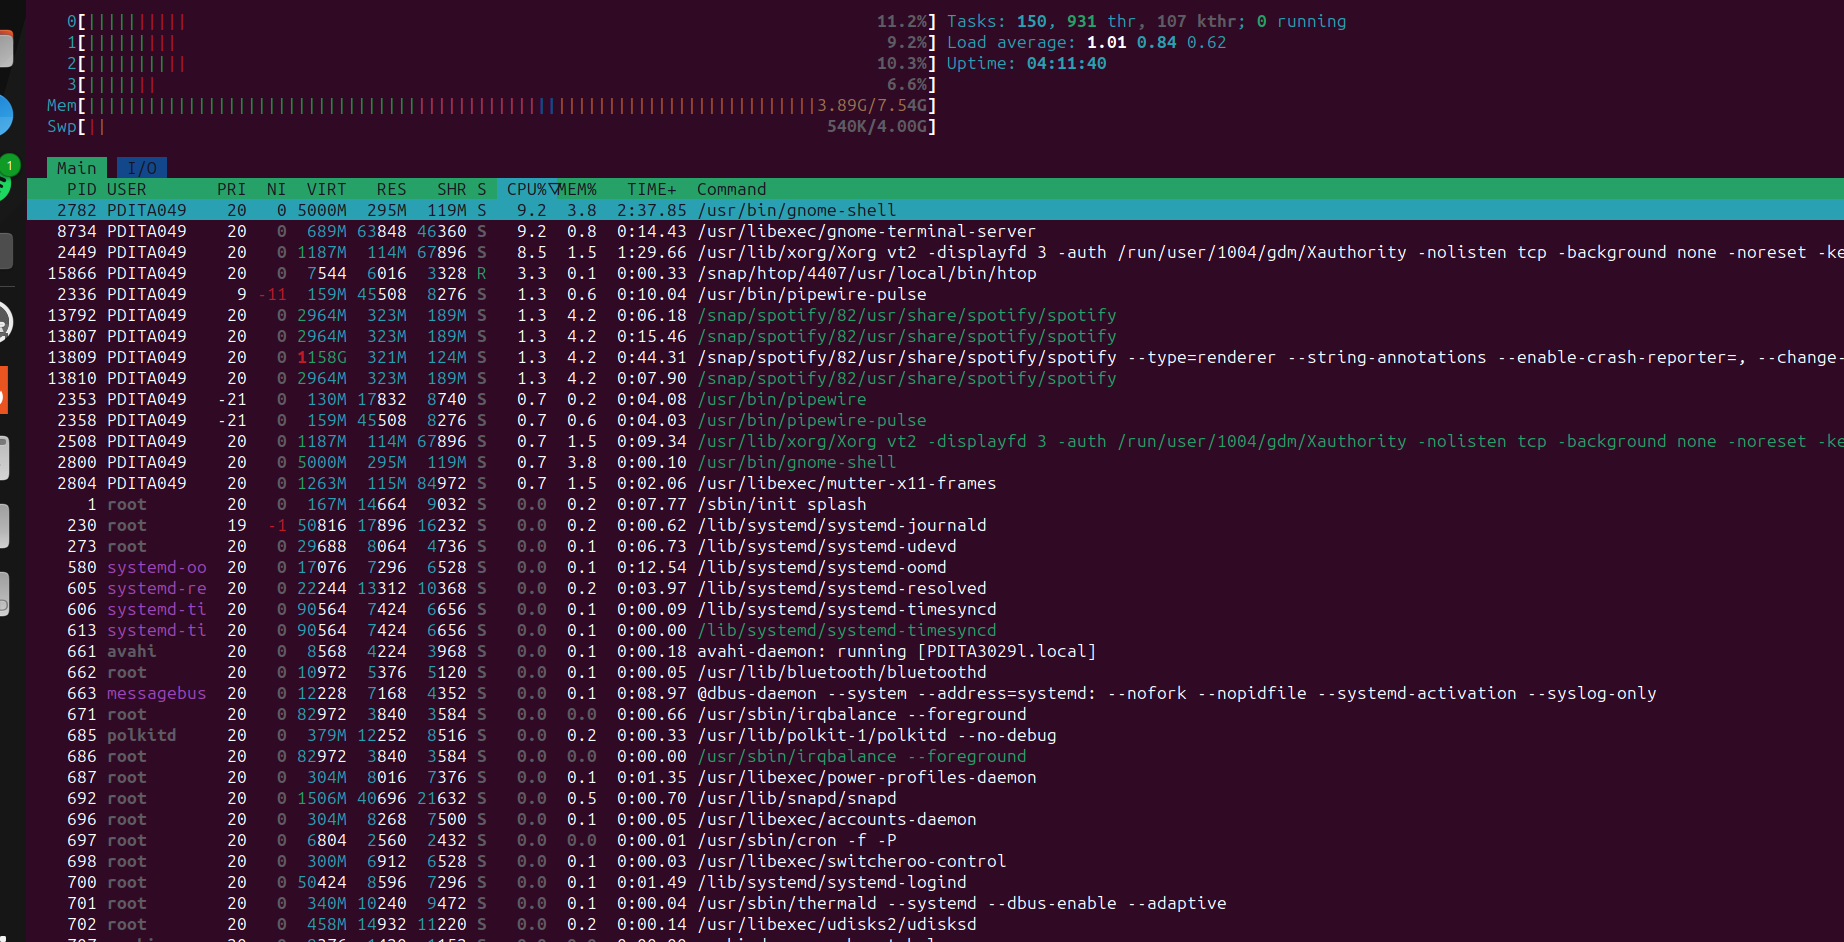 0[|||||||||| 11.2%] Tasks: 150, 931 thr, 107 kthr; 0 running
1[||||||||| 9.2%] Load average: 1.01 0.84 0.62
2[|||||||||| 10.3%] Uptime: 04:11:40
3[||||||| 6.6%]
Mem[|||||||||||||||||||||||||||||||||||||||||||||||||||||||||||||||||||||||||3.89G/7.54G]
Swp[|| 540K/4.00G]
1
Main I/O
PID USER PRI NI VIRT RES SHR S CPU%▽MEM% TIME+ Command
2782 PDITA049 20 0 5000M 295M 119M S 9.2 3.8 2:37.85 /usr/bin/gnome-shell
8734 PDITA049 20 0 689M 63848 46360 S 9.2 0.8 0:14.43 /usr/libexec/gnome-terminal-server
2449 PDITA049 20 0 1187M 114M 67896 S 8.5 1.5 1:29.66 /usr/lib/xorg/Xorg vt2 -displayfd 3 -auth /run/user/1004/gdm/Xauthority -nolisten tcp -background none -noreset -ke
15866 PDITA049 20 0 7544 6016 3328 R 3.3 0.1 0:00.33 /snap/htop/4407/usr/local/bin/htop
2336 PDITA049 9 -11 159M 45508 8276 S 1.3 0.6 0:10.04 /usr/bin/pipewire-pulse
13792 PDITA049 20 0 2964M 323M 189M S 1.3 4.2 0:06.18 /snap/spotify/82/usr/share/spotify/spotify
13807 PDITA049 20 0 2964M 323M 189M S 1.3 4.2 0:15.46 /snap/spotify/82/usr/share/spotify/spotify
13809 PDITA049 20 0 1158G 321M 124M S 1.3 4.2 0:44.31 /snap/spotify/82/usr/share/spotify/spotify --type=renderer --string-annotations --enable-crash-reporter=, --change-
13810 PDITA049 20 0 2964M 323M 189M S 1.3 4.2 0:07.90 /snap/spotify/82/usr/share/spotify/spotify
2353 PDITA049 -21 0 130M 17832 8740 S 0.7 0.2 0:04.08 /usr/bin/pipewire
2358 PDITA049 -21 0 159M 45508 8276 S 0.7 0.6 0:04.03 /usr/bin/pipewire-pulse
2508 PDITA049 20 0 1187M 114M 67896 S 0.7 1.5 0:09.34 /usr/lib/xorg/Xorg vt2 -displayfd 3 -auth /run/user/1004/gdm/Xauthority -nolisten tcp -background none -noreset -ke
2800 PDITA049 20 0 5000M 295M 119M S 0.7 3.8 0:00.10 /usr/bin/gnome-shell
2804 PDITA049 20 0 1263M 115M 84972 S 0.7 1.5 0:02.06 /usr/libexec/mutter-x11-frames
1 root 20 0 167M 14664 9032 S 0.0 0.2 0:07.77 /sbin/init splash
230 root 19 -1 50816 17896 16232 S 0.0 0.2 0:00.62 /lib/systemd/systemd-journald
273 root 20 0 29688 8064 4736 S 0.0 0.1 0:06.73 /lib/systemd/systemd-udevd
580 systemd-oo 20 0 17076 7296 6528 S 0.0 0.1 0:12.54 /lib/systemd/systemd-oomd
605 systemd-re 20 0 22244 13312 10368 S 0.0 0.2 0:03.97 /lib/systemd/systemd-resolved
606 systemd-ti 20 0 90564 7424 6656 S 0.0 0.1 0:00.09 /lib/systemd/systemd-timesyncd
613 systemd-ti 20 0 90564 7424 6656 S 0.0 0.1 0:00.00 /lib/systemd/systemd-timesyncd
661 avahi 20 0 8568 4224 3968 S 0.0 0.1 0:00.18 avahi-daemon: running [PDITA3029l.local]
662 root 20 0 10972 5376 5120 S 0.0 0.1 0:00.05 /usr/lib/bluetooth/bluetoothd
663 messagebus 20 0 12228 7168 4352 S 0.0 0.1 0:08.97 @dbus-daemon --system --address=systemd: --nofork --nopidfile --systemd-activation --syslog-only
671 root 20 0 82972 3840 3584 S 0.0 0.0 0:00.66 /usr/sbin/irqbalance --foreground
685 polkitd 20 0 379M 12252 8516 S 0.0 0.2 0:00.33 /usr/lib/polkit-1/polkitd --no-debug
686 root 20 0 82972 3840 3584 S 0.0 0.0 0:00.00 /usr/sbin/irqbalance --foreground
687 root 20 0 304M 8016 7376 S 0.0 0.1 0:01.35 /usr/libexec/power-profiles-daemon
692 root 20 0 1506M 40696 21632 S 0.0 0.5 0:00.70 /usr/lib/snapd/snapd
696 root 20 0 304M 8268 7500 S 0.0 0.1 0:00.05 /usr/libexec/accounts-daemon
697 root 20 0 6804 2560 2432 S 0.0 0.0 0:00.01 /usr/sbin/cron -f -P
698 root 20 0 300M 6912 6528 S 0.0 0.1 0:00.03 /usr/libexec/switcheroo-control
700 root 20 0 50424 8596 7296 S 0.0 0.1 0:01.49 /lib/systemd/systemd-logind
701 root 20 0 340M 10240 9472 S 0.0 0.1 0:00.04 /usr/sbin/thermald --systemd --dbus-enable --adaptive
702 root 20 0 458M 14932 11220 S 0.0 0.2 0:00.14 /usr/libexec/udisks2/udisksd